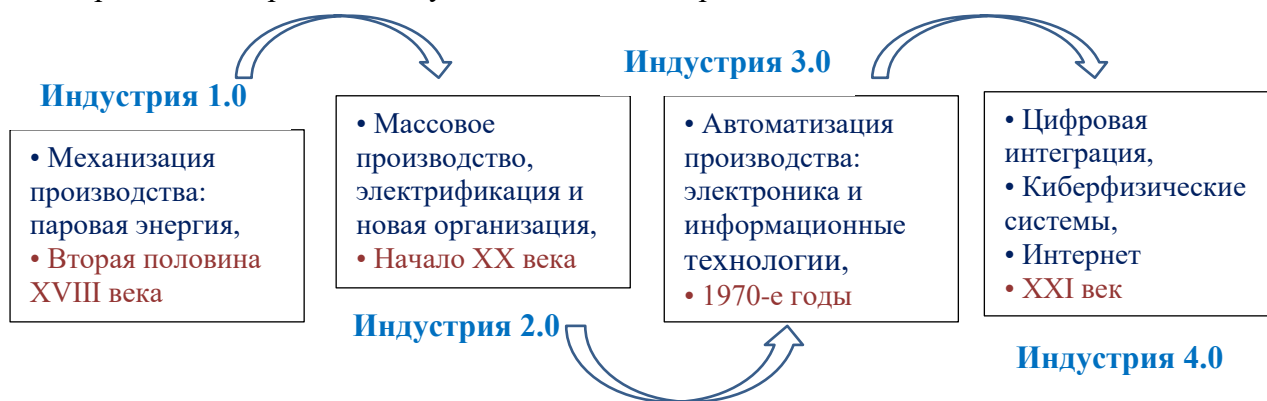 Индустрия 1.0
• Механизация
производства:
паровая энергия,
• Вторая половина
XVIII века
• Массовое
производство,
электрификация и
новая организация,
• Начало XX века
Индустрия 2.0
Индустрия 3.0
• Автоматизация
производства:
электроника и
информационные
технологии,
• 1970-е годы
• Цифровая
интеграция,
• Киберфизические
системы,
• Интернет
• XXI век
Индустрия 4.0